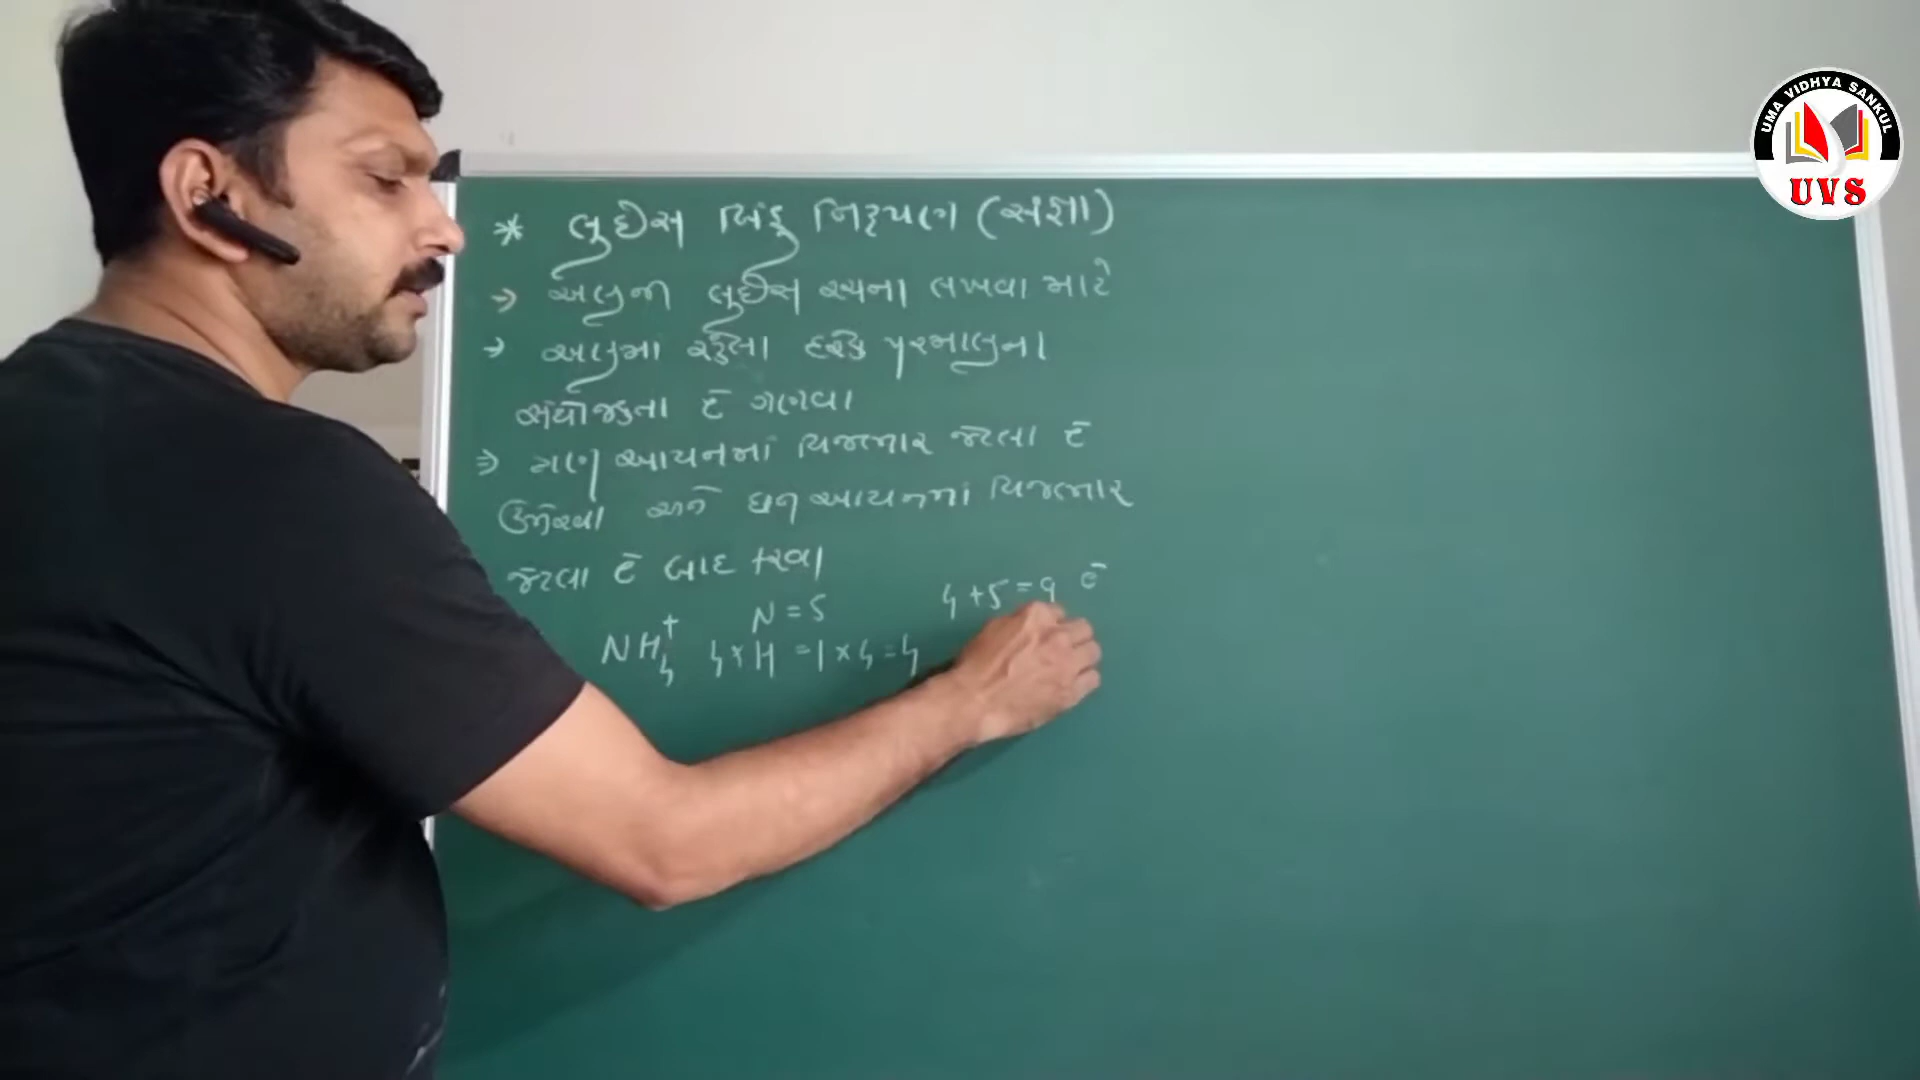 * લુઈસ બિંદુ નિરૂપણ (સંજ્ઞા)
→ અણુની લુઈસ રચના લખવા માટે
→ અણુમાં રહેલા દરેક પરમાણુના
સંયોજકતા e⁻ ગણવા
⇒ ઋણ આયનમાં વિજભાર જેટલા e⁻
ઉમેરવા અને ધન આયનમાં વિજભાર
જેટલા e⁻ બાદ કરવા
N = 5 4+5=9 e⁻
NH₄⁺ 4×H =1×4=4
UMA VIDHYA SANKUL
UVS